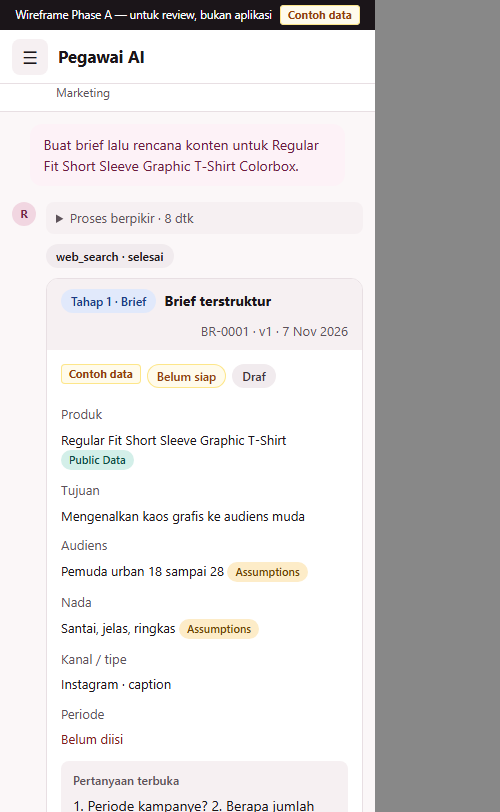 Wireframe Phase A — untuk review, bukan aplikasi Contoh data
☰ Pegawai AI
Marketing
Buat brief lalu rencana konten untuk Regular
Fit Short Sleeve Graphic T-Shirt Colorbox.
R ▶ Proses berpikir · 8 dtk
web_search · selesai
Tahap 1 · Brief Brief terstruktur
BR-0001 · v1 · 7 Nov 2026
Contoh data Belum siap Draf
Produk
Regular Fit Short Sleeve Graphic T-Shirt
Public Data
Tujuan
Mengenalkan kaos grafis ke audiens muda
Audiens
Pemuda urban 18 sampai 28 Assumptions
Nada
Santai, jelas, ringkas Assumptions
Kanal / tipe
Instagram · caption
Periode
Belum diisi
Pertanyaan terbuka
1. Periode kampanye? 2. Berapa jumlah